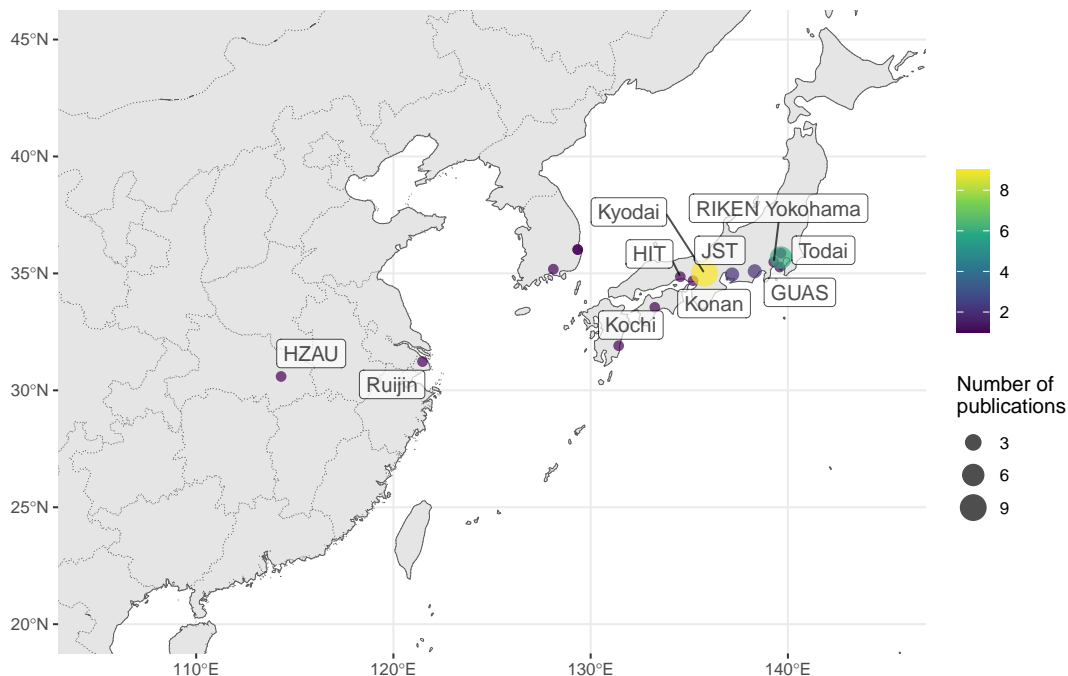 45°N
40°N
35°N
30°N
25°N
20°N
110°E
120°E
130°E
140°E
Kyodai
RIKEN Yokohama
HIT
JST
Todai
GUAS
Konan
Kochi
HZAU
Ruijin
8
6
4
2
Number of
publications
3
6
9